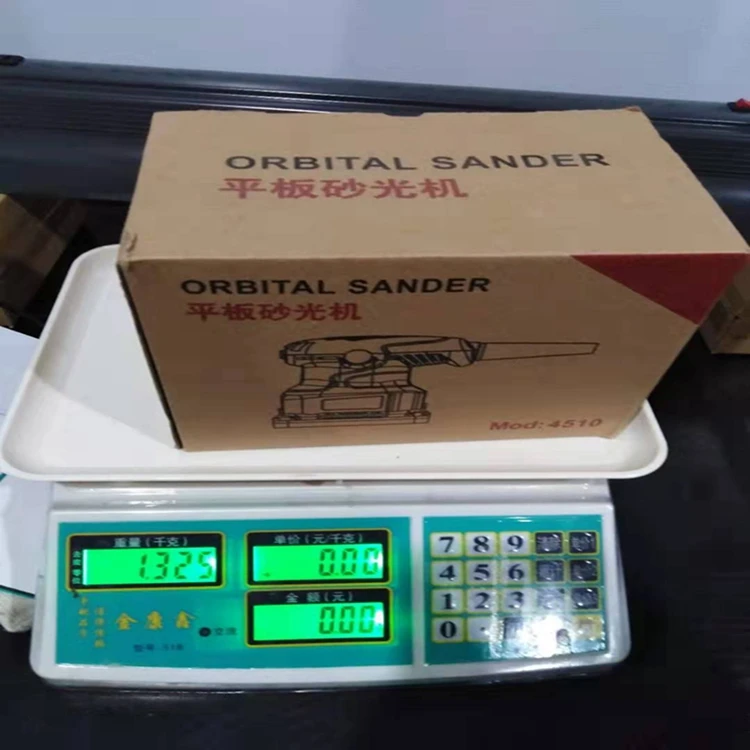 ORBITAL SANDER
平板砂光机
ORBITAL SANDER
平板砂光机
Mod: 4510
重量(千克)
1.325
单价(元/千克)
0.00
金额(元)
0.00
金康鑫
交流
7 8 9
4 5 6
1 2 3
0 .